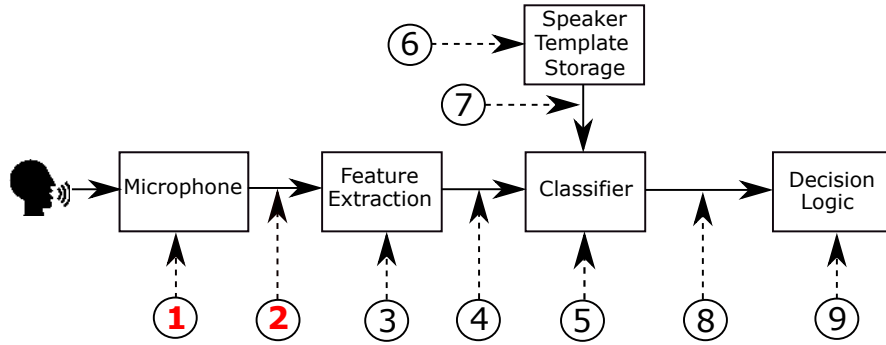 Speaker
Template
Storage
6
7
Microphone
Feature
Extraction
Classifier
Decision
Logic
1
2
3
4
5
8
9